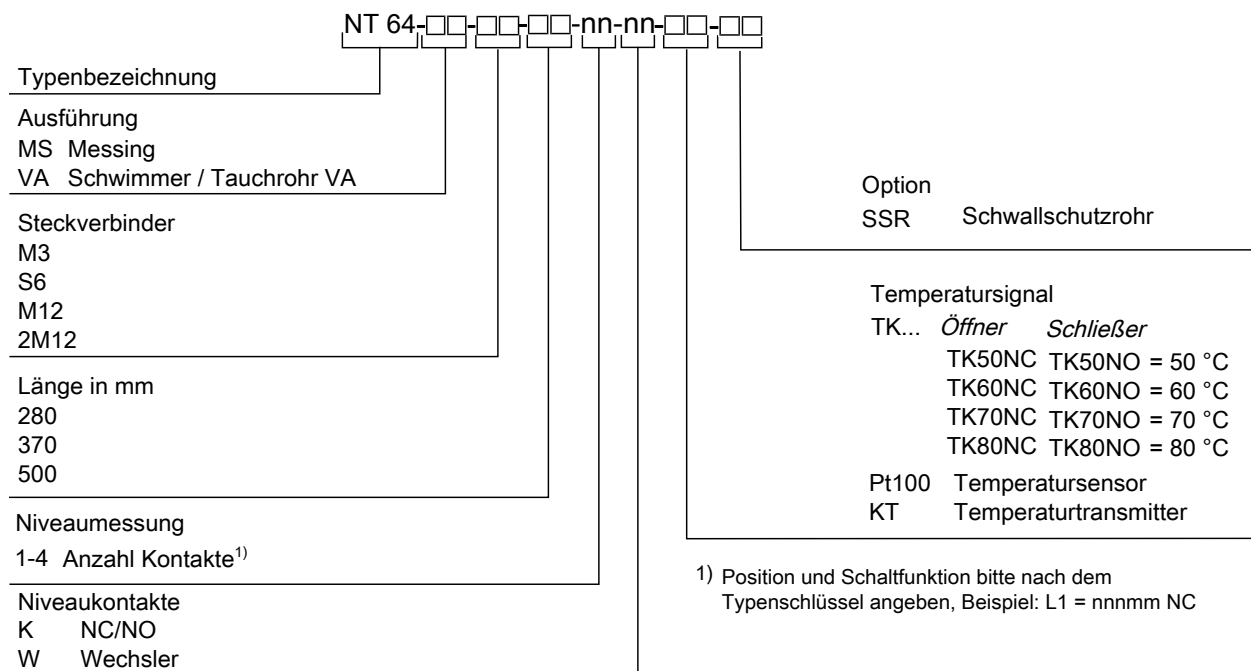 NT 64-□□-□□-□□-nn-nn-□□-□□
Typenbezeichnung
Ausführung
MS Messing
VA Schwimmer / Tauchrohr VA
Steckverbinder
M3
S6
M12
2M12
Länge in mm
280
370
500
Niveaumessung
1-4 Anzahl Kontakte1)
Niveaukontakte
K NC/NO
W Wechsler
Option
SSR Schwallschutzrohr
Temperatursignal
TK... Öffner Schließer
TK50NC TK50NO = 50 °C
TK60NC TK60NO = 60 °C
TK70NC TK70NO = 70 °C
TK80NC TK80NO = 80 °C
Pt100 Temperatursensor
KT Temperaturtransmitter
1) Position und Schaltfunktion bitte nach dem
Typenschlüssel angeben, Beispiel: L1 = nnnmm NC